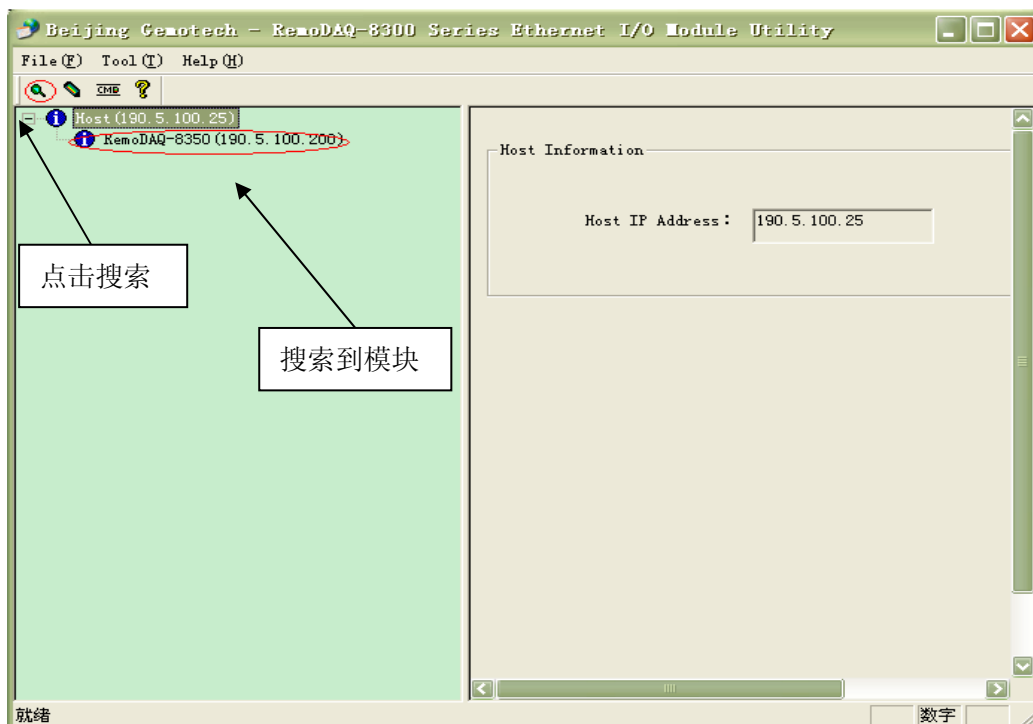 Beijing Gemotech - RemoDAQ-8300 Series Ethernet I/O Module Utility
File(F) Tool(T) Help(H)
CMD
Host(190.5.100.25)
RemoDAQ-8350(190.5.100.200)
Host Information
Host IP Address：
190.5.100.25
点击搜索
搜索到模块
就绪
数字